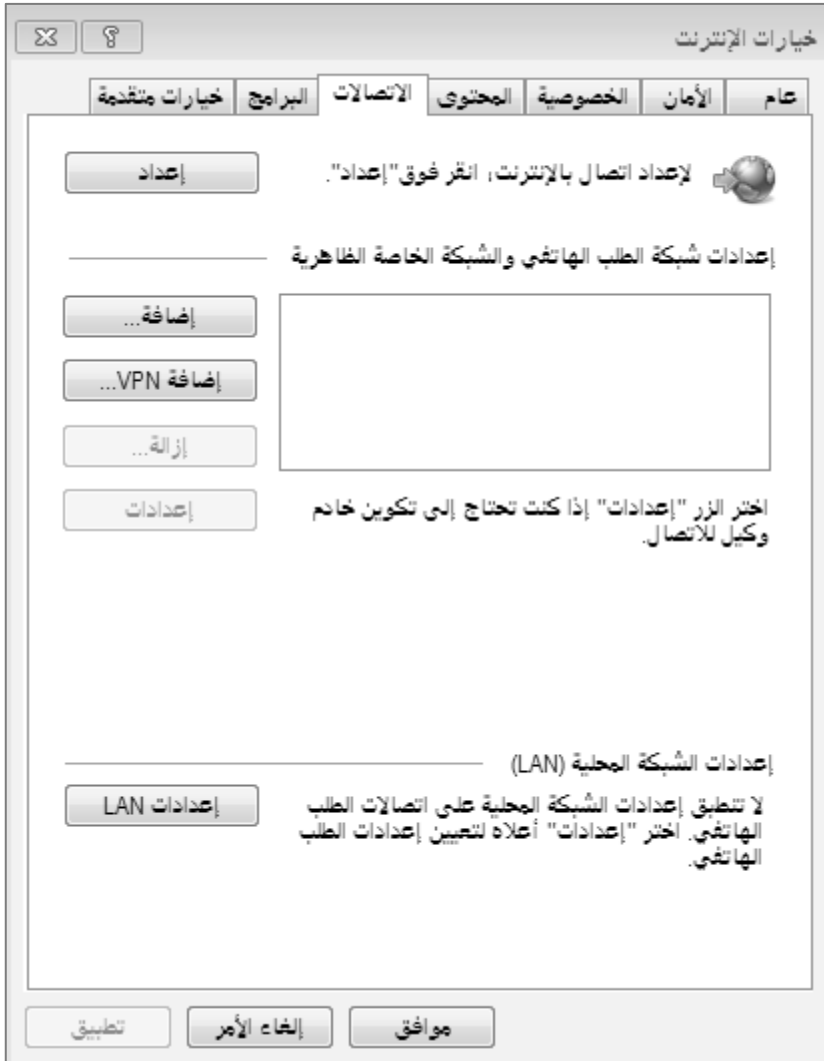 خيارات الإنترنت
عام
الأمان
الخصوصية
المحتوى
الاتصالات
البرامج
خيارات متقدمة
لإعداد اتصال بالإنترنت، انقر فوق"إعداد".
إعداد
إعدادات شبكة الطلب الهاتفي والشبكة الخاصة الظاهرية
إضافة...
إضافة VPN...
إزالة...
إعدادات
اختر الزر "إعدادات" إذا كنت تحتاج إلى تكوين خادم
وكيل للاتصال.
إعدادات الشبكة المحلية (LAN)
لا تنطبق إعدادات الشبكة المحلية على اتصالات الطلب
الهاتفي. اختر "إعدادات" أعلاه لتعيين إعدادات الطلب
الهاتفي.
إعدادات LAN
موافق
إلغاء الأمر
تطبيق